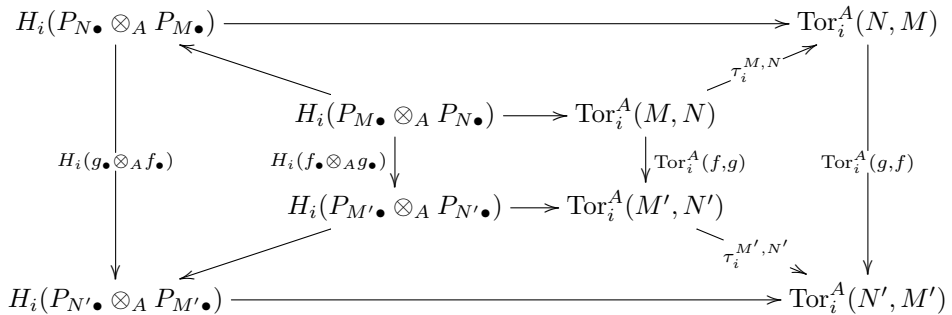 H_i(P_{N•} ⊗_A P_{M•}) Tor_i^A(N, M)
τ_i^{M,N}
H_i(P_{M•} ⊗_A P_{N•}) Tor_i^A(M, N)
H_i(g_•⊗_A f_•) H_i(f_•⊗_A g_•) Tor_i^A(f,g) Tor_i^A(g,f)
H_i(P_{M'•} ⊗_A P_{N'•}) Tor_i^A(M', N')
τ_i^{M',N'}
H_i(P_{N'•} ⊗_A P_{M'•}) Tor_i^A(N', M')